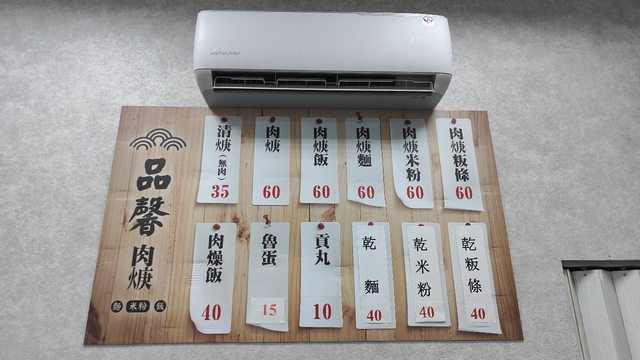 品馨
肉焿
麵 米粉 飯
清焿(無肉) 35
肉焿 60
肉焿飯 60
肉焿麵 60
肉焿米粉 60
肉焿粄條 60
肉燥飯 40
魯蛋 15
貢丸 10
乾麵 40
乾米粉 40
乾粄條 40